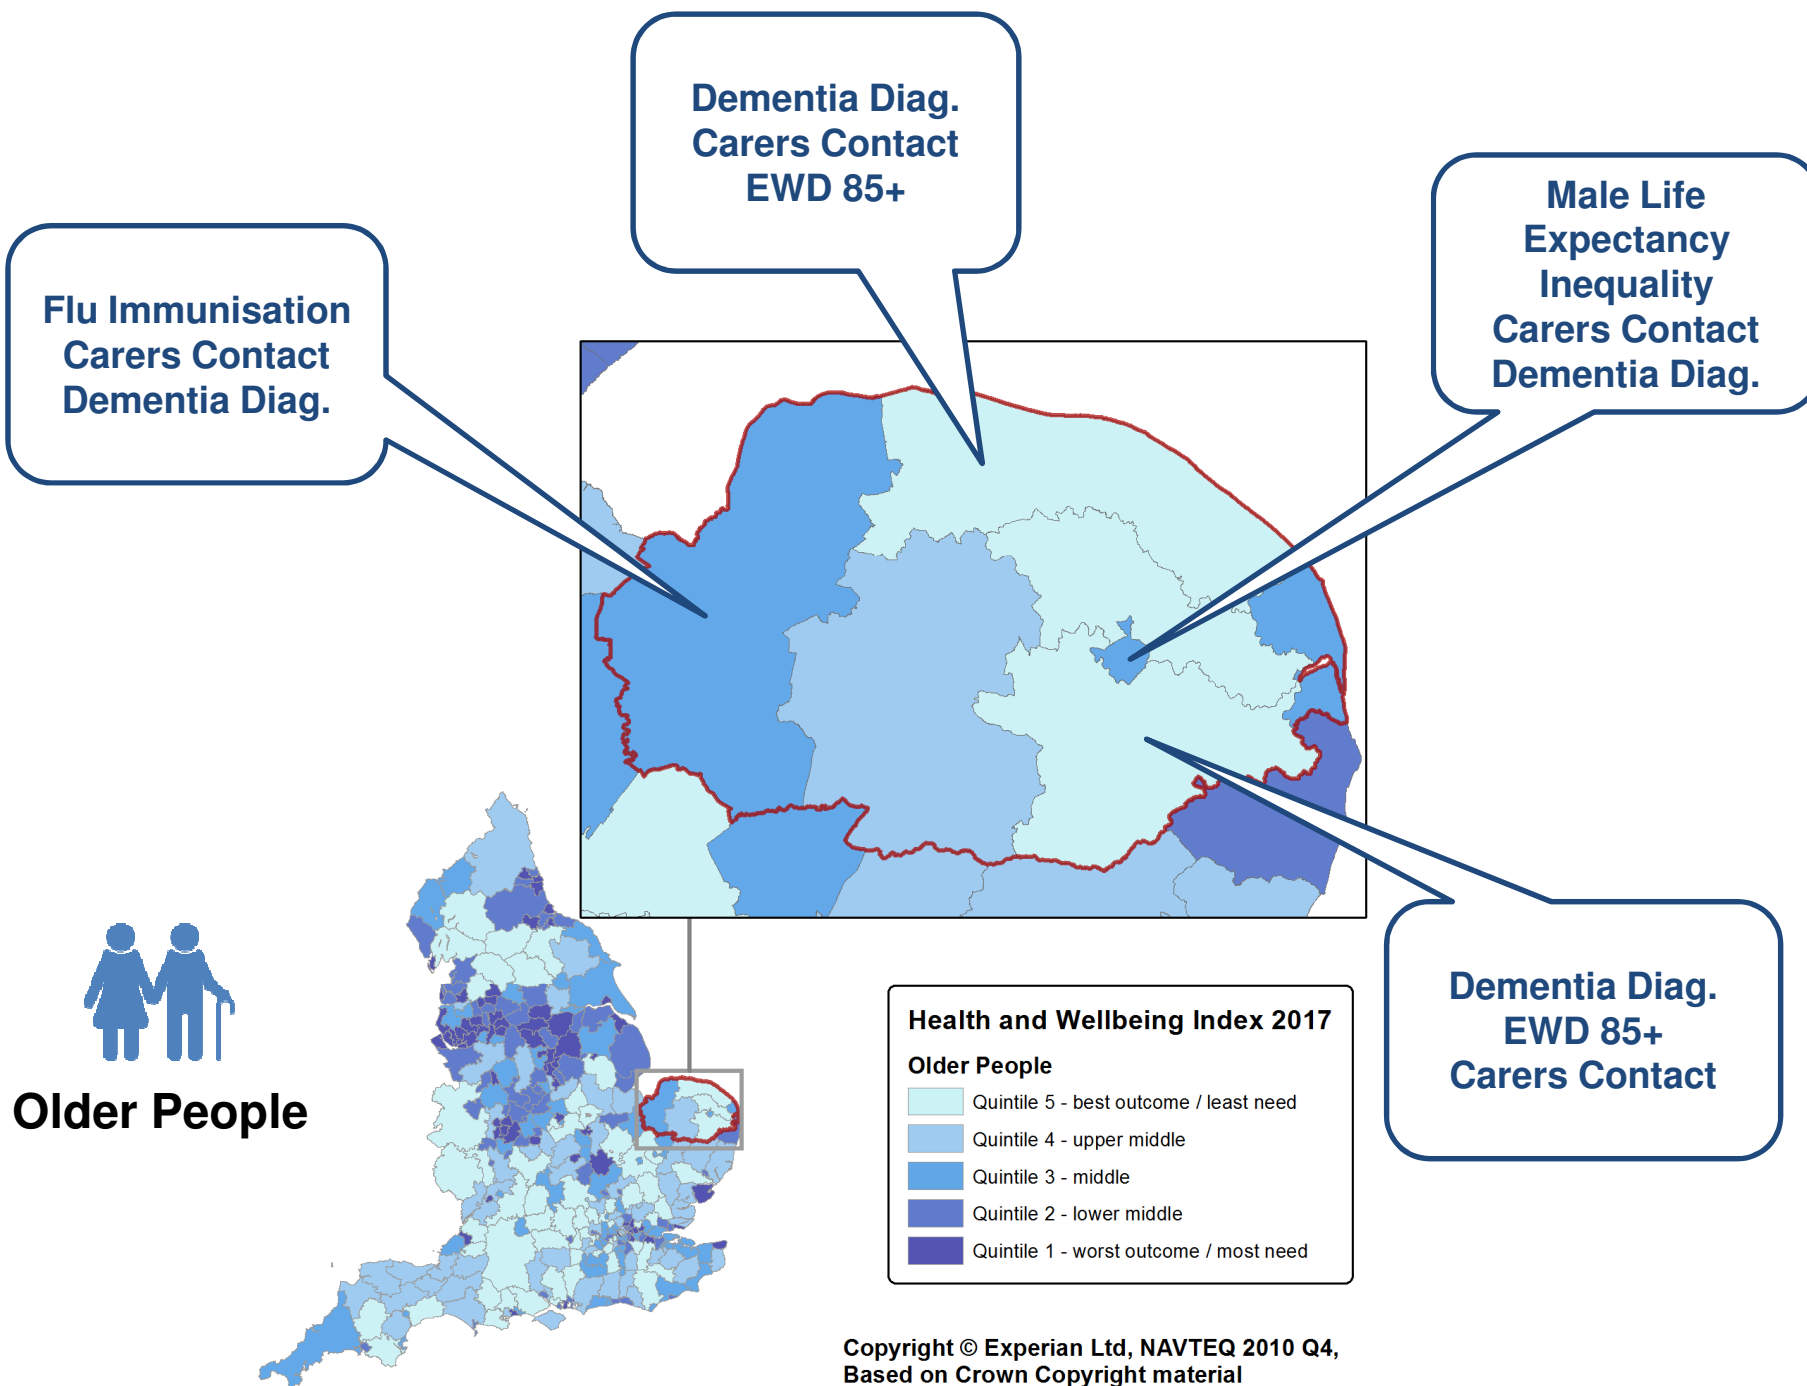 Dementia Diag.
Carers Contact
EWD 85+
Male Life
Expectancy
Inequality
Carers Contact
Dementia Diag.
Flu Immunisation
Carers Contact
Dementia Diag.
Dementia Diag.
EWD 85+
Carers Contact
Older People
Health and Wellbeing Index 2017
Older People
Quintile 5 - best outcome / least need
Quintile 4 - upper middle
Quintile 3 - middle
Quintile 2 - lower middle
Quintile 1 - worst outcome / most need
Copyright © Experian Ltd, NAVTEQ 2010 Q4,
Based on Crown Copyright material